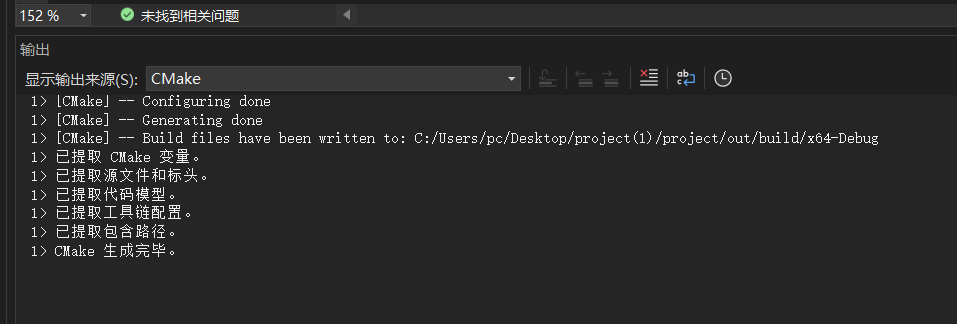 152 % 未找到相关问题
输出
显示输出来源(S): CMake
1> [CMake] -- Configuring done
1> [CMake] -- Generating done
1> [CMake] -- Build files have been written to: C:/Users/pc/Desktop/project(1)/project/out/build/x64-Debug
1> 已提取 CMake 变量。
1> 已提取源文件和标头。
1> 已提取代码模型。
1> 已提取工具链配置。
1> 已提取包含路径。
1> CMake 生成完毕。